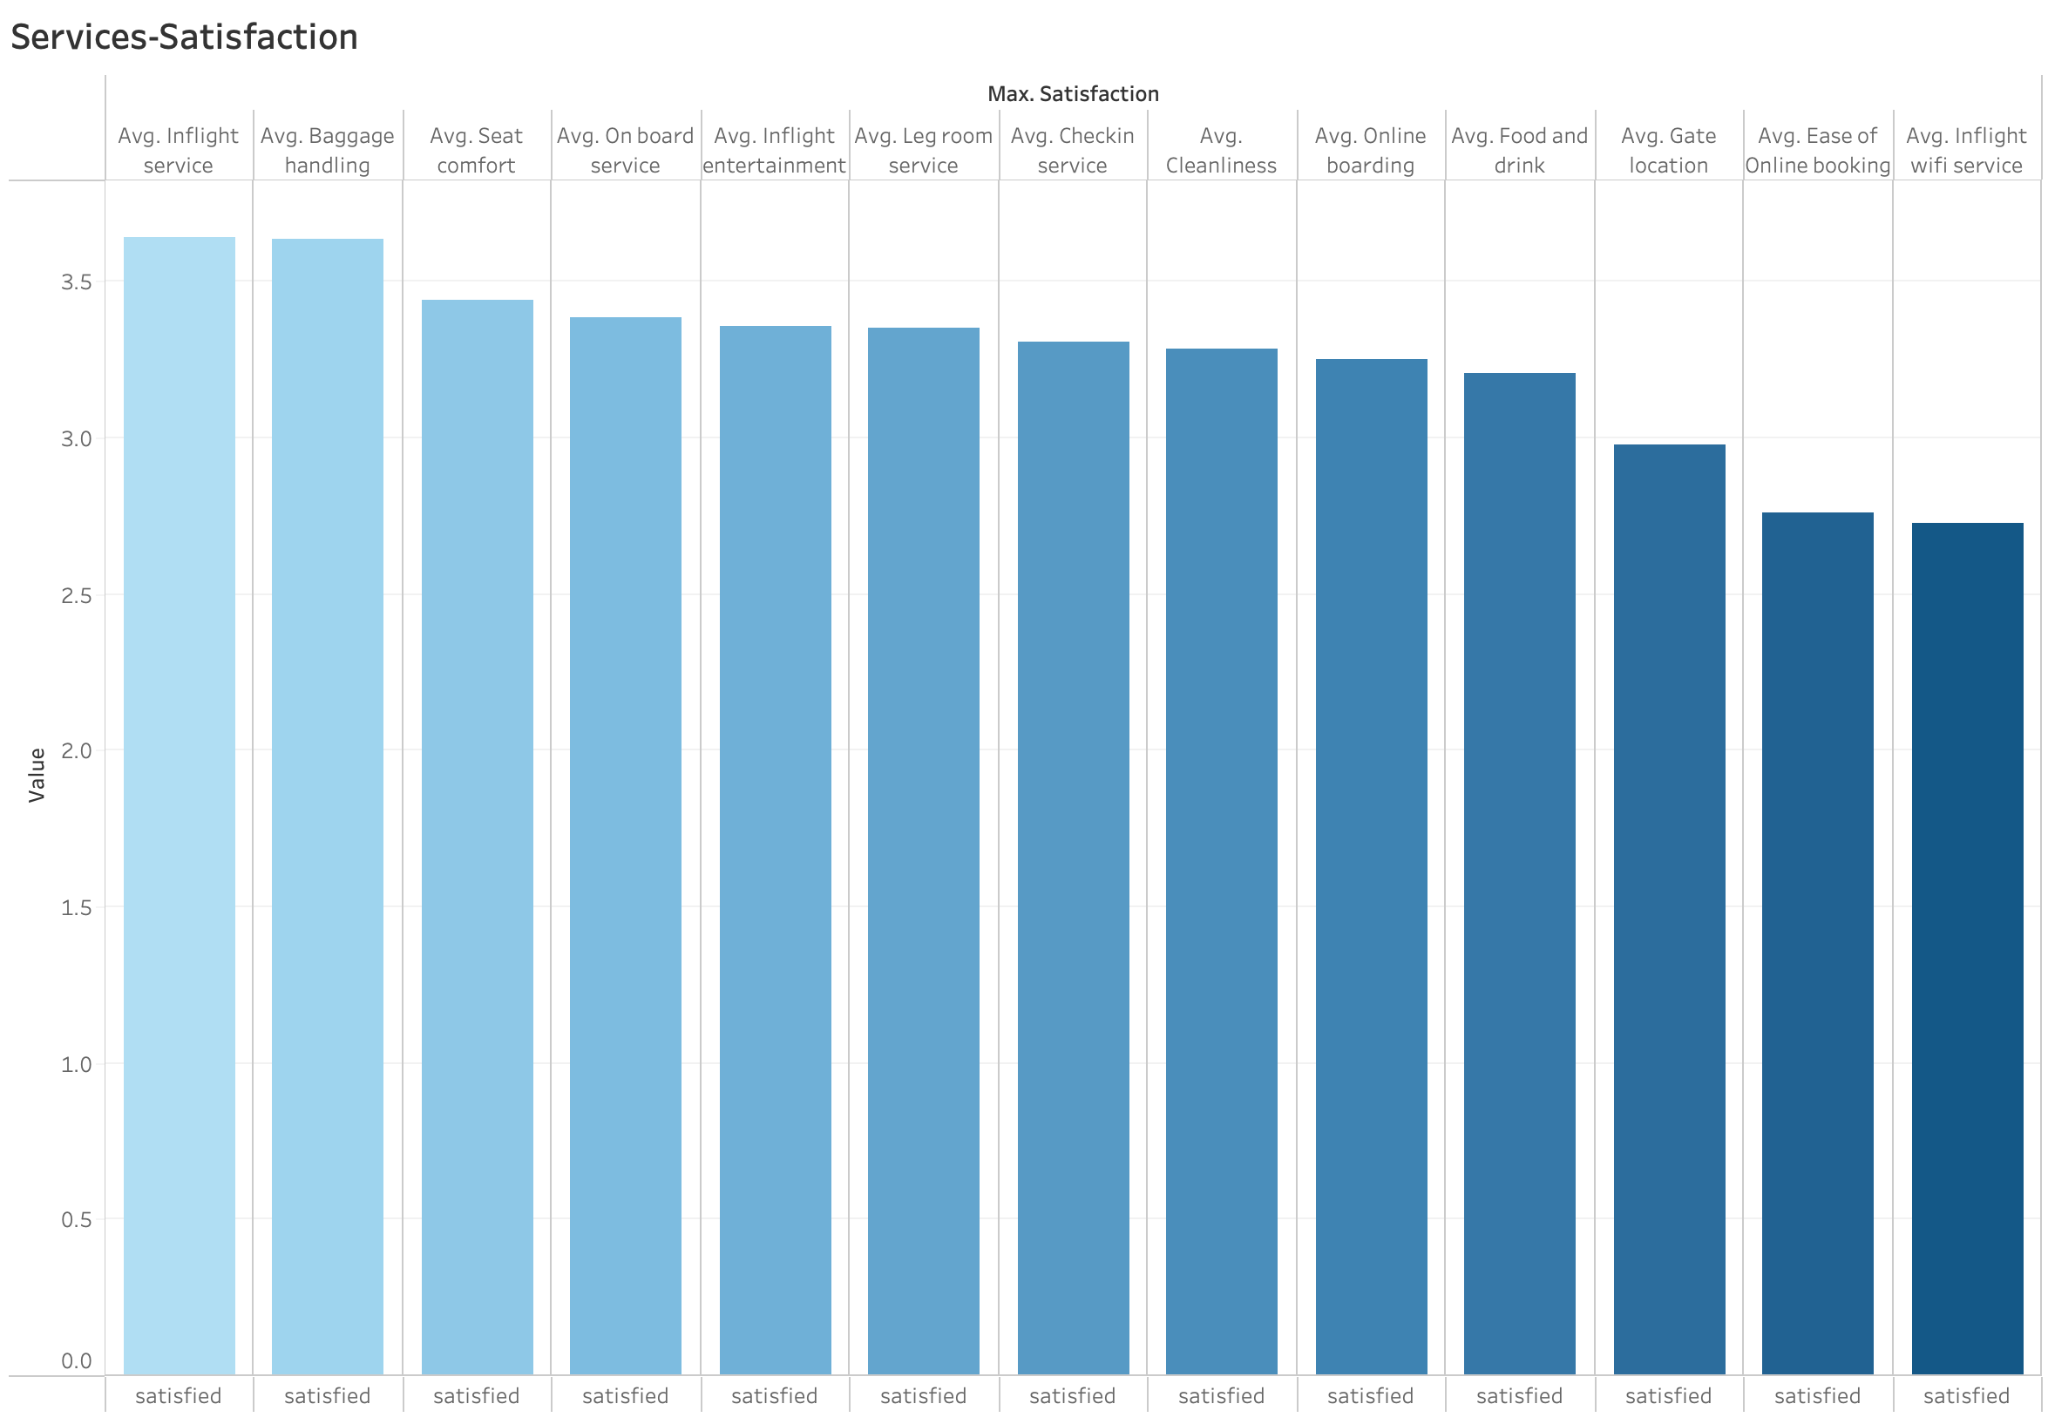 Services-Satisfaction
Max. Satisfaction
Avg. Inflight
service
Avg. Baggage
handling
Avg. Seat
comfort
Avg. On board
service
Avg. Inflight
entertainment
Avg. Leg room
service
Avg. Checkin
service
Avg.
Cleanliness
Avg. Online
boarding
Avg. Food and
drink
Avg. Gate
location
Avg. Ease of
Online booking
Avg. Inflight
wifi service
Value
3.5
3.0
2.5
2.0
1.5
1.0
0.5
0.0
satisfied
satisfied
satisfied
satisfied
satisfied
satisfied
satisfied
satisfied
satisfied
satisfied
satisfied
satisfied
satisfied